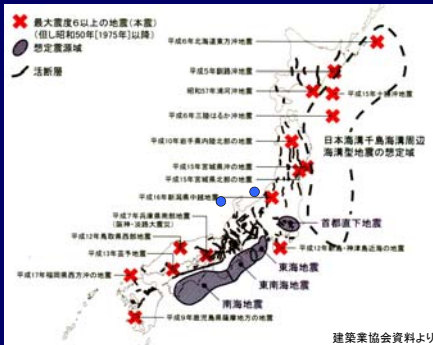 最大震度6以上の地震(本震)
(但し昭和50年[1975年]以降)
想定震源域
活断層
平成6年北海道東方沖地震
平成5年釧路沖地震
昭和57年浦河沖地震
平成15年十勝沖地震
平成6年三陸はるか沖地震
平成10年岩手県内陸北部の地震
日本海溝千島海溝周辺
海溝型地震の想定域
平成15年宮城県沖の地震
平成15年宮城県北部の地震
平成16年新潟県中越地震
平成7年兵庫県南部地震
(阪神・淡路大震災)
首都直下地震
平成12年鳥取県西部地震
平成12年新島・神津島近海の地震
平成13年芸予地震
東海地震
平成17年福岡県西方沖の地震
東南海地震
南海地震
平成9年鹿児島県薩摩地方の地震
建築業協会資料より